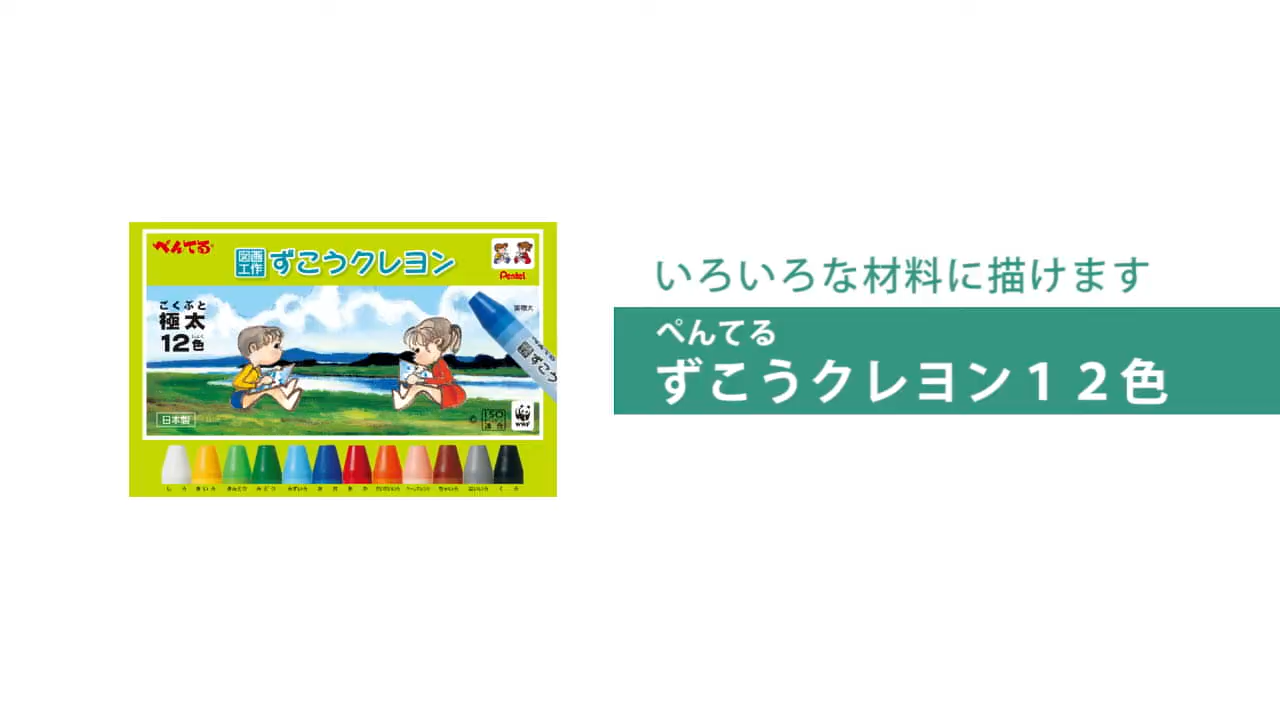 ぺんてる
図画
工作
ずこうクレヨン
Pentel
ごくぶと
極太
12色
日本製
WWF
いろいろな材料に描けます
ぺんてる
ずこうクレヨン１２色